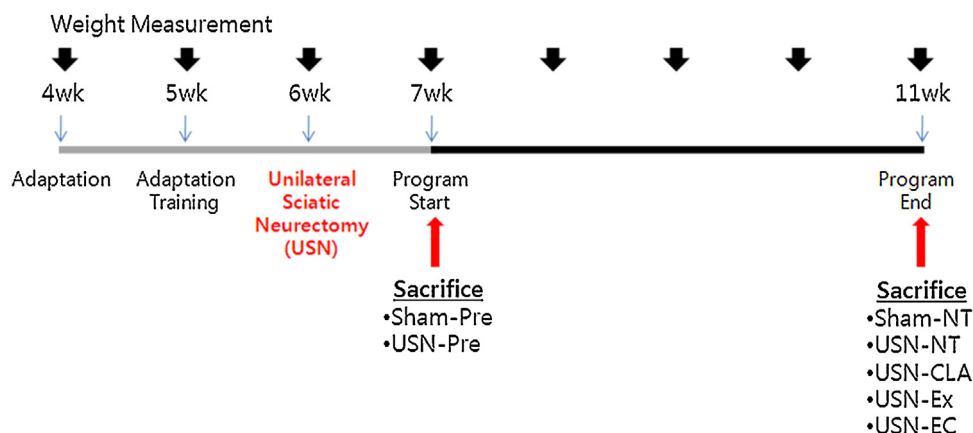 Weight Measurement
4wk 5wk 6wk 7wk 11wk
Adaptation
Adaptation
Training
Unilateral
Sciatic
Neurectomy
(USN)
Program
Start
Program
End
Sacrifice
•Sham-Pre
•USN-Pre
Sacrifice
•Sham-NT
•USN-NT
•USN-CLA
•USN-Ex
•USN-EC